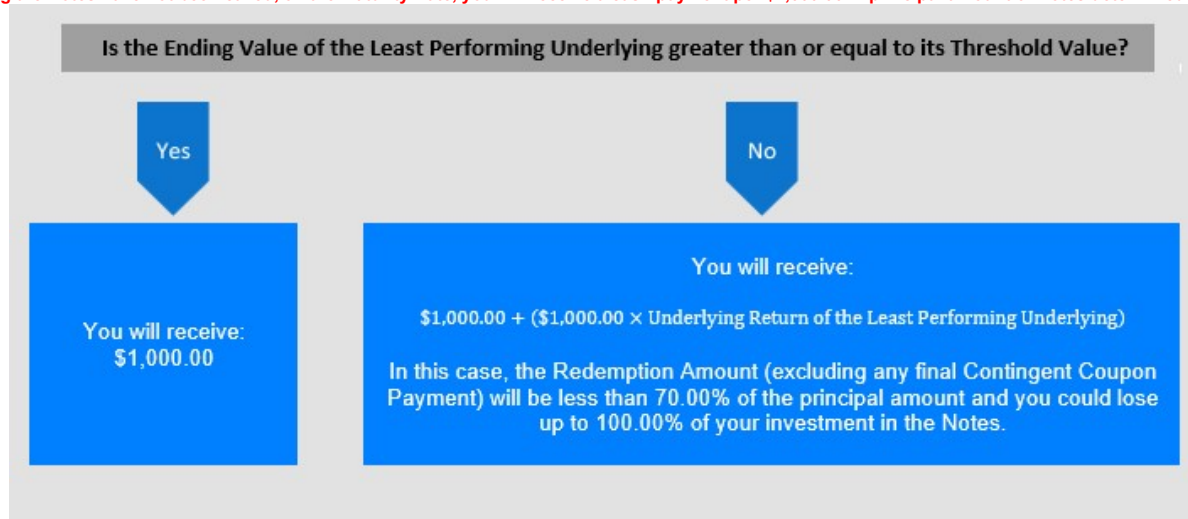 Is the Ending Value of the Least Performing Underlying greater than or equal to its Threshold Value?
Yes
No
You will receive:
$1,000.00
You will receive:
$1,000.00 + ($1,000.00 × Underlying Return of the Least Performing Underlying)
In this case, the Redemption Amount (excluding any final Contingent Coupon
Payment) will be less than 70.00% of the principal amount and you could lose
up to 100.00% of your investment in the Notes.